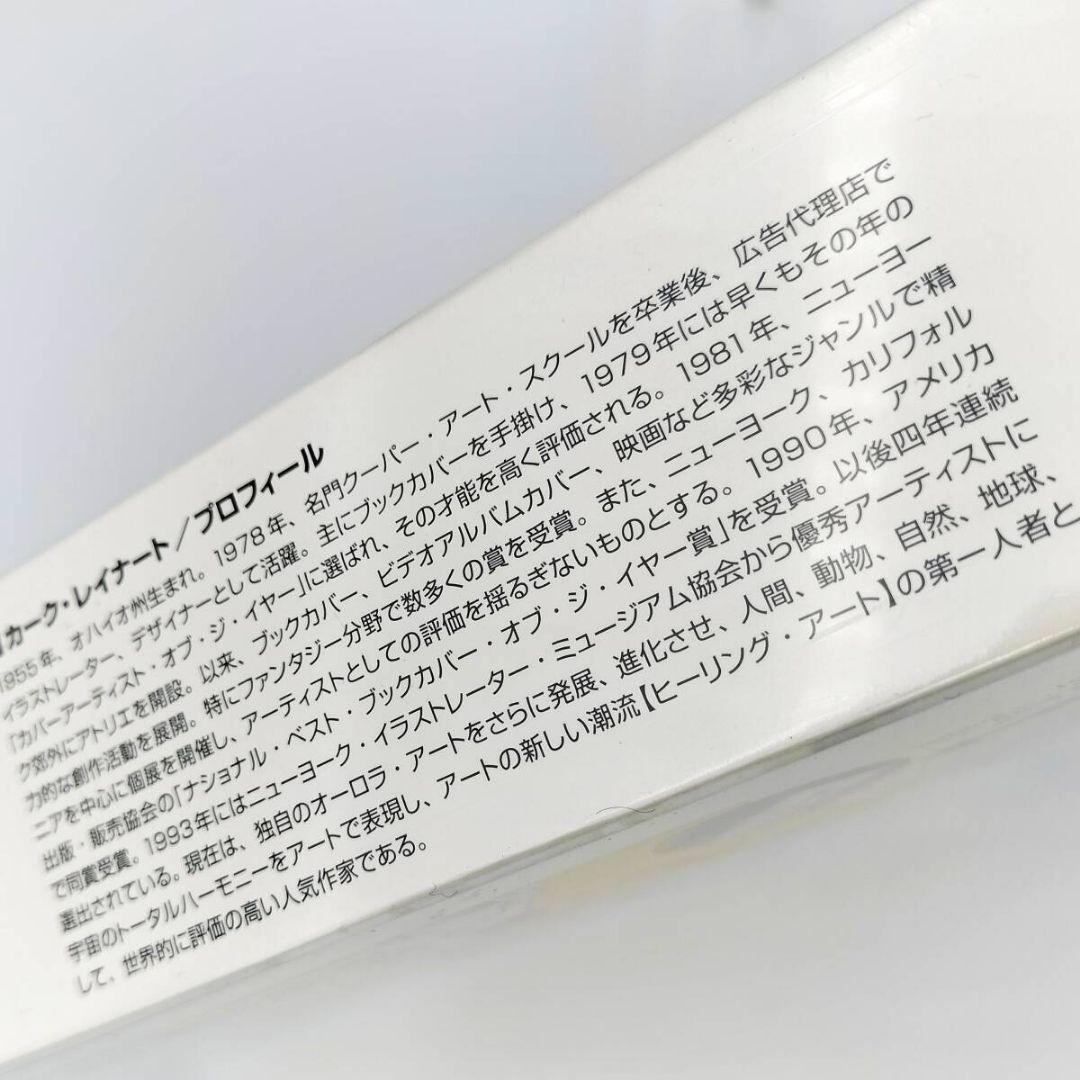 カーク・レイナート/プロフィール
1955年、オハイオ州生まれ。1978年、名門クーパー・アート・スクールを卒業後、広告代理店で
イラストレーター、デザイナーとして活躍。主にブックカバーを手掛け、1979年には早くもその年の
「カバーアーティスト・オブ・ジ・イヤー」に選ばれ、その才能を高く評価される。1981年、ニューヨー
ク郊外にアトリエを開設。以来、ブックカバー、ビデオアルバムカバー、映画など多彩なジャンルで精
力的な創作活動を展開。特にファンタジー分野で数多くの賞を受賞。また、ニューヨーク、カリフォル
ニアを中心に個展を開催し、アーティストとしての評価を揺るぎないものとする。1990年、アメリカ
出版・販売協会の「ナショナル・ベスト・ブックカバー・オブ・ジ・イヤー賞」を受賞。以後四年連続
で同賞受賞。1993年にはニューヨーク・イラストレーター・ミュージアム協会から優秀アーティストに
選出されている。現在は、独自のオーロラ・アートをさらに発展、進化させ、人間、動物、自然、地球、
宇宙のトータルハーモニーをアートで表現し、アートの新しい潮流【ヒーリング・アート】の第一人者と
して、世界的に評価の高い人気作家である。